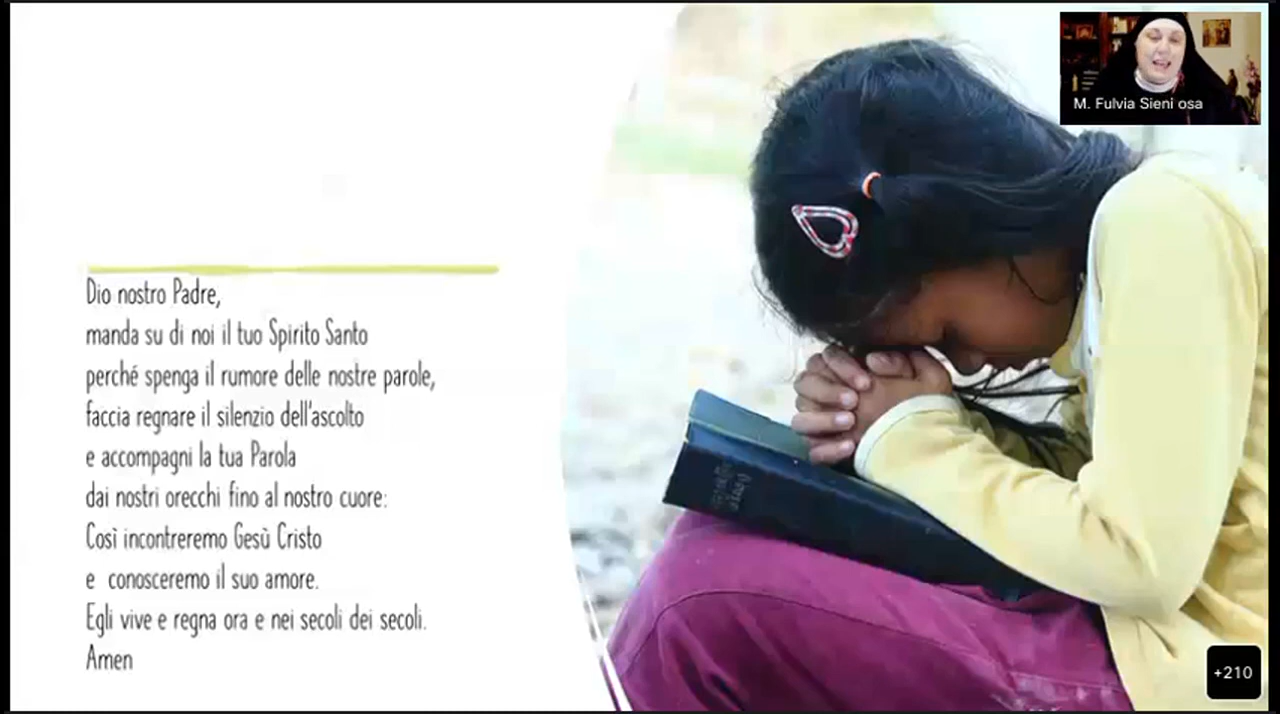 M. Fulvia Sieni osa
Dio nostro Padre,
manda su di noi il tuo Spirito Santo
perché spenga il rumore delle nostre parole,
faccia regnare il silenzio dell'ascolto
e accompagni la tua Parola
dai nostri orecchi fino al nostro cuore:
Così incontreremo Gesù Cristo
e conosceremo il suo amore.
Egli vive e regna ora e nei secoli dei secoli.
Amen
+210